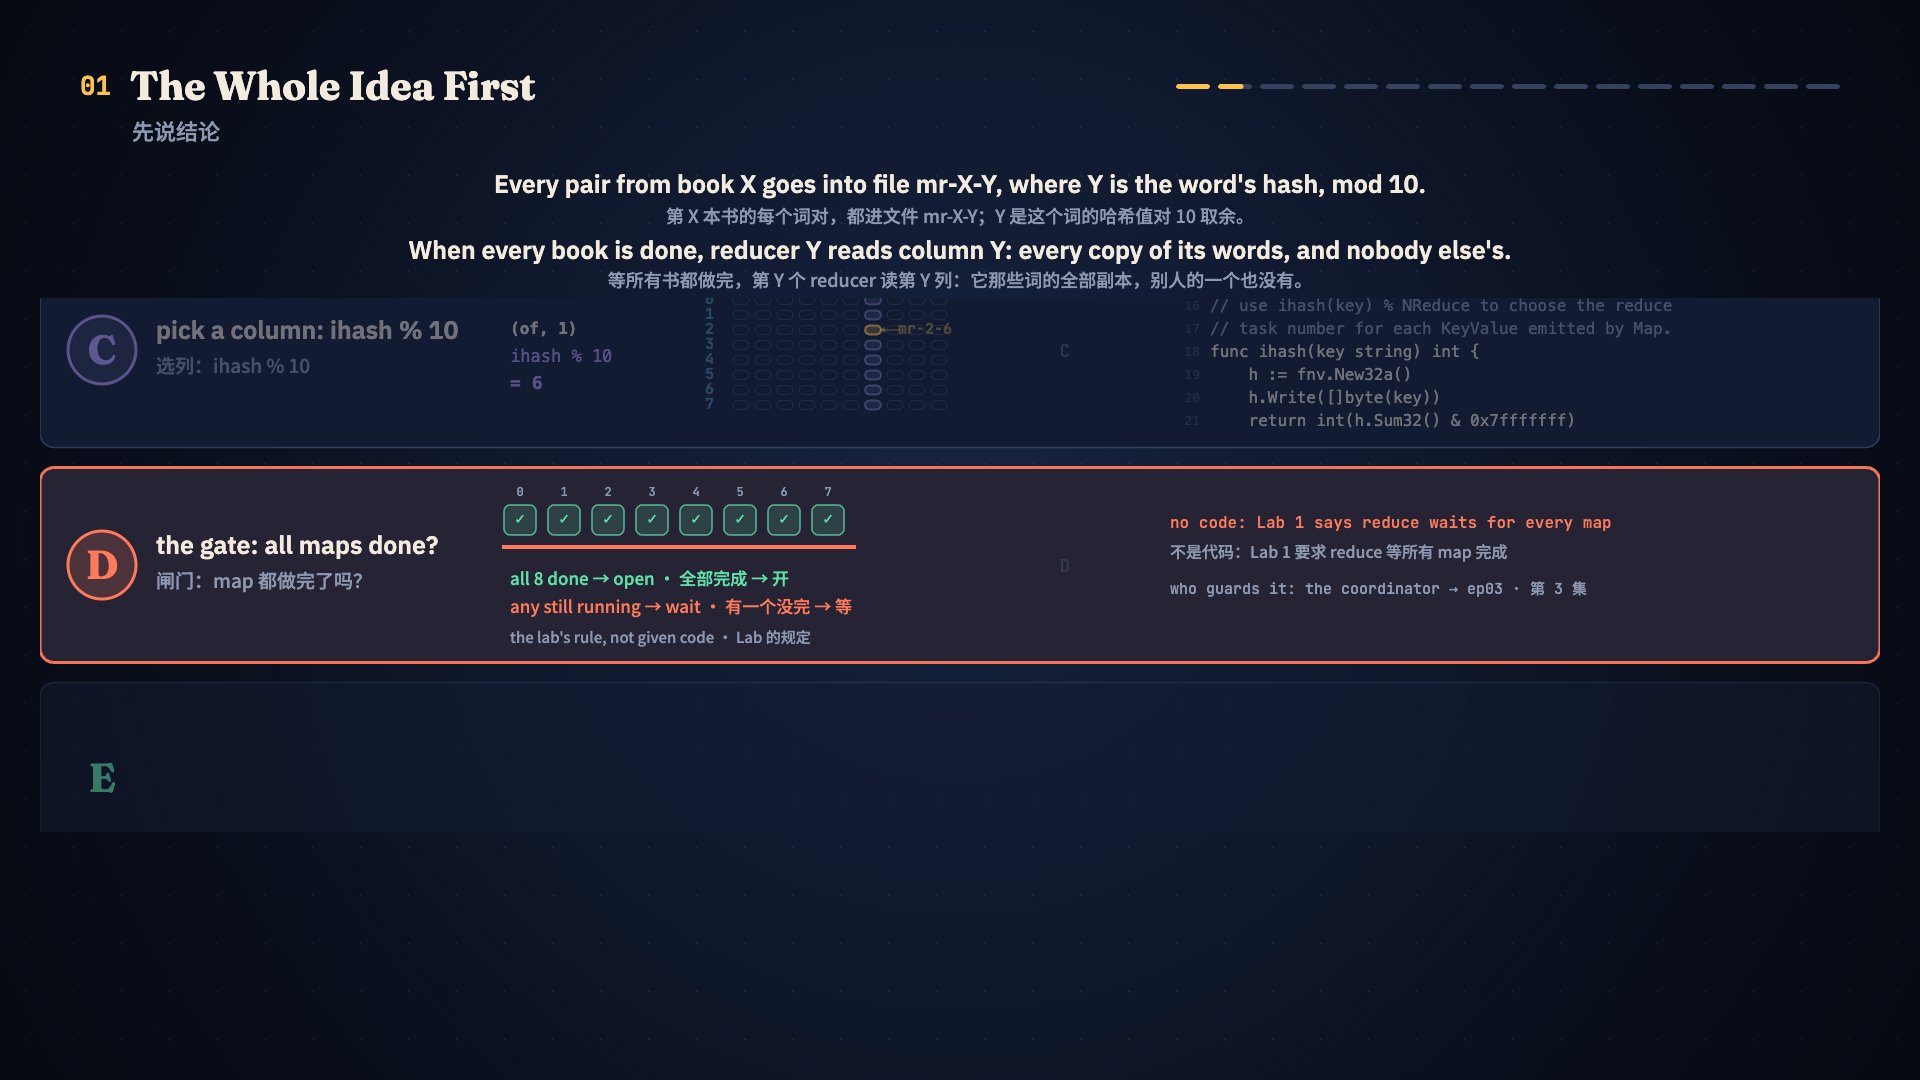 01 The Whole Idea First
先说结论
Every pair from book X goes into file mr-X-Y, where Y is the word's hash, mod 10.
第 X 本书的每个词对，都进文件 mr-X-Y；Y 是这个词的哈希值对 10 取余。
When every book is done, reducer Y reads column Y: every copy of its words, and nobody else's.
等所有书都做完，第 Y 个 reducer 读第 Y 列：它那些词的全部副本，别人的一个也没有。
C
pick a column: ihash % 10
选列：ihash % 10
(of, 1)
ihash % 10
= 6
1
2
3
4
5
6
7
mr-2-6
C
16 // use ihash(key) % NReduce to choose the reduce
17 // task number for each KeyValue emitted by Map.
18 func ihash(key string) int {
19 h := fnv.New32a()
20 h.Write([]byte(key))
21 return int(h.Sum32() & 0x7fffffff)
D
the gate: all maps done?
闸门：map 都做完了吗？
0 1 2 3 4 5 6 7
✓ ✓ ✓ ✓ ✓ ✓ ✓ ✓
all 8 done → open · 全部完成 → 开
any still running → wait · 有一个没完 → 等
the lab's rule, not given code · Lab 的规定
D
no code: Lab 1 says reduce waits for every map
不是代码：Lab 1 要求 reduce 等所有 map 完成
who guards it: the coordinator → ep03 · 第 3 集
E